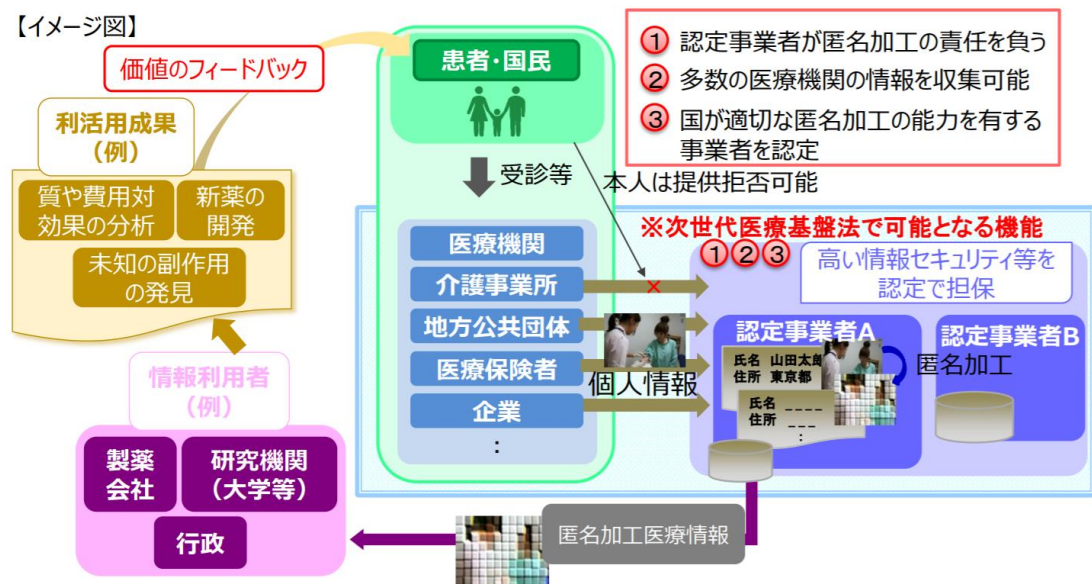 【イメージ図】
価値のフィードバック
患者・国民
① 認定事業者が匿名加工の責任を負う
② 多数の医療機関の情報を収集可能
③ 国が適切な匿名加工の能力を有する
事業者を認定
利活用成果
(例)
質や費用対
効果の分析
新薬の
開発
未知の副作用
の発見
受診等
本人は提供拒否可能
※次世代医療基盤法で可能となる機能
①②③
高い情報セキュリティ等を
認定で担保
医療機関
介護事業所
地方公共団体
医療保険者
企業
:
×
個人情報
認定事業者A
氏名 山田太郎
住所 東京都
氏名 _ _ _ _
住所 _ _ _
:
匿名加工
認定事業者B
情報利用者
(例)
製薬
会社
研究機関
(大学等)
行政
匿名加工医療情報